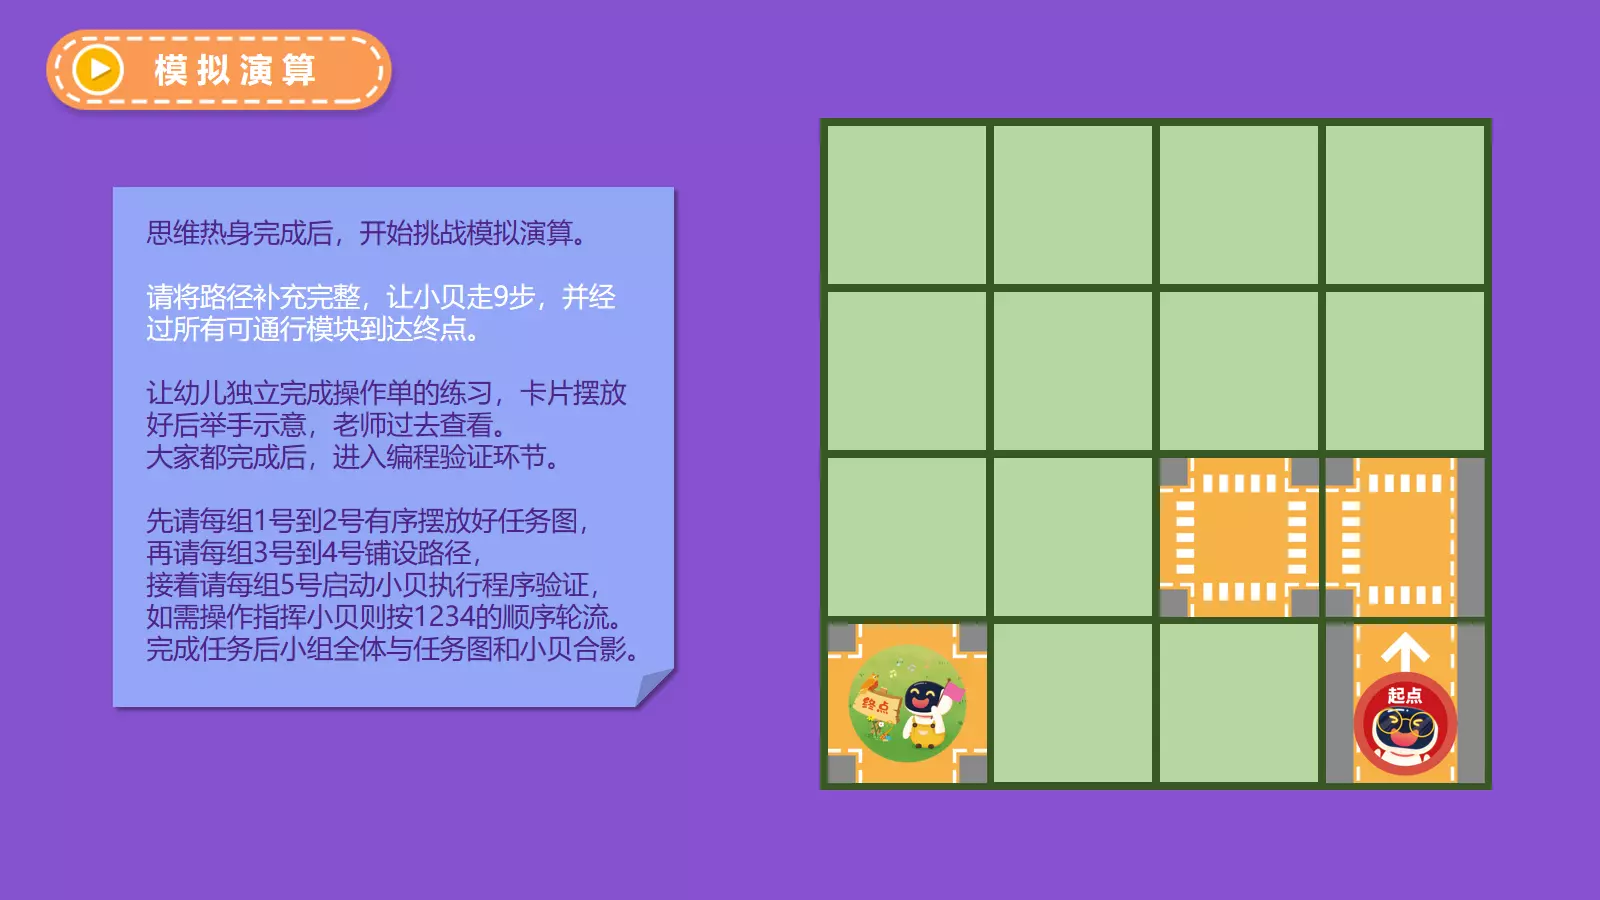 模拟演算
思维热身完成后，开始挑战模拟演算。
请将路径补充完整，让小贝走9步，并经
过所有可通行模块到达终点。
让幼儿独立完成操作单的练习，卡片摆放
好后举手示意，老师过去查看。
大家都完成后，进入编程验证环节。
先请每组1号到2号有序摆放好任务图，
再请每组3号到4号铺设路径，
接着请每组5号启动小贝执行程序验证，
如需操作指挥小贝则按1234的顺序轮流。
完成任务后小组全体与任务图和小贝合影。
终点
起点